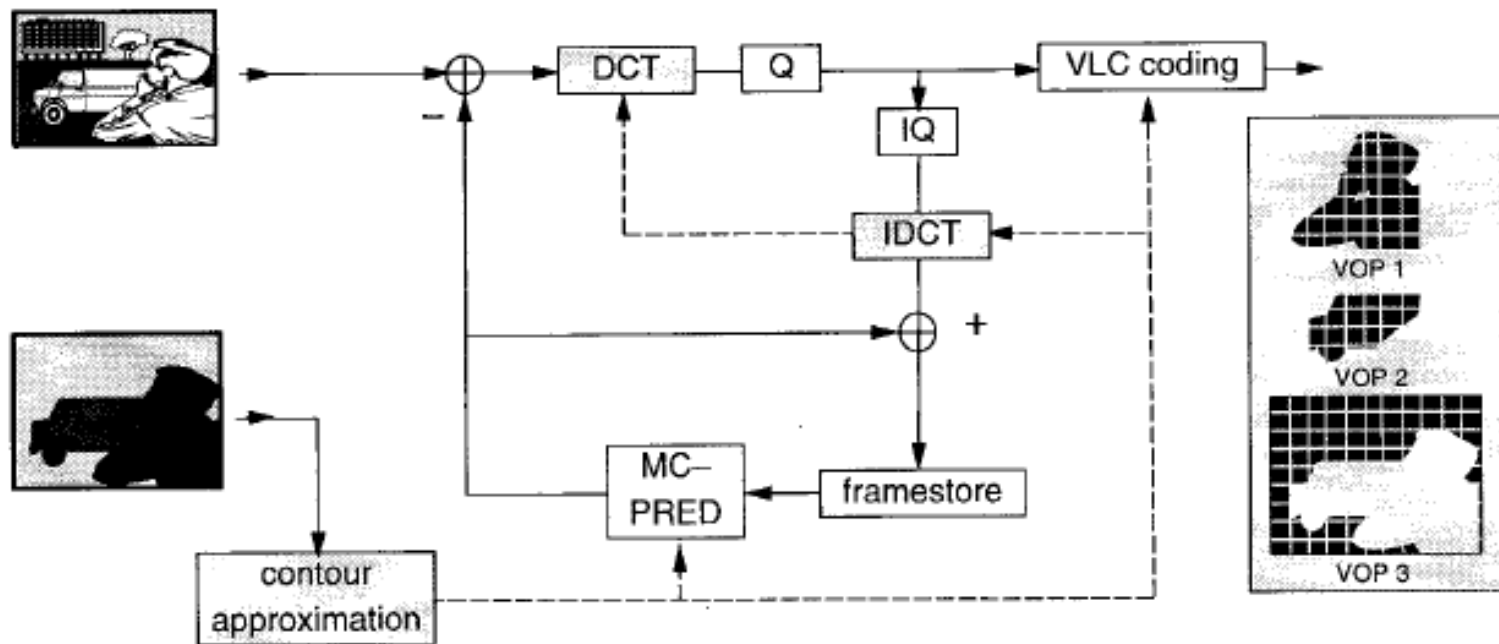 DCT
Q
VLC coding
−
IQ
IDCT
VOP 1
+
VOP 2
MC–
PRED
framestore
contour
approximation
VOP 3